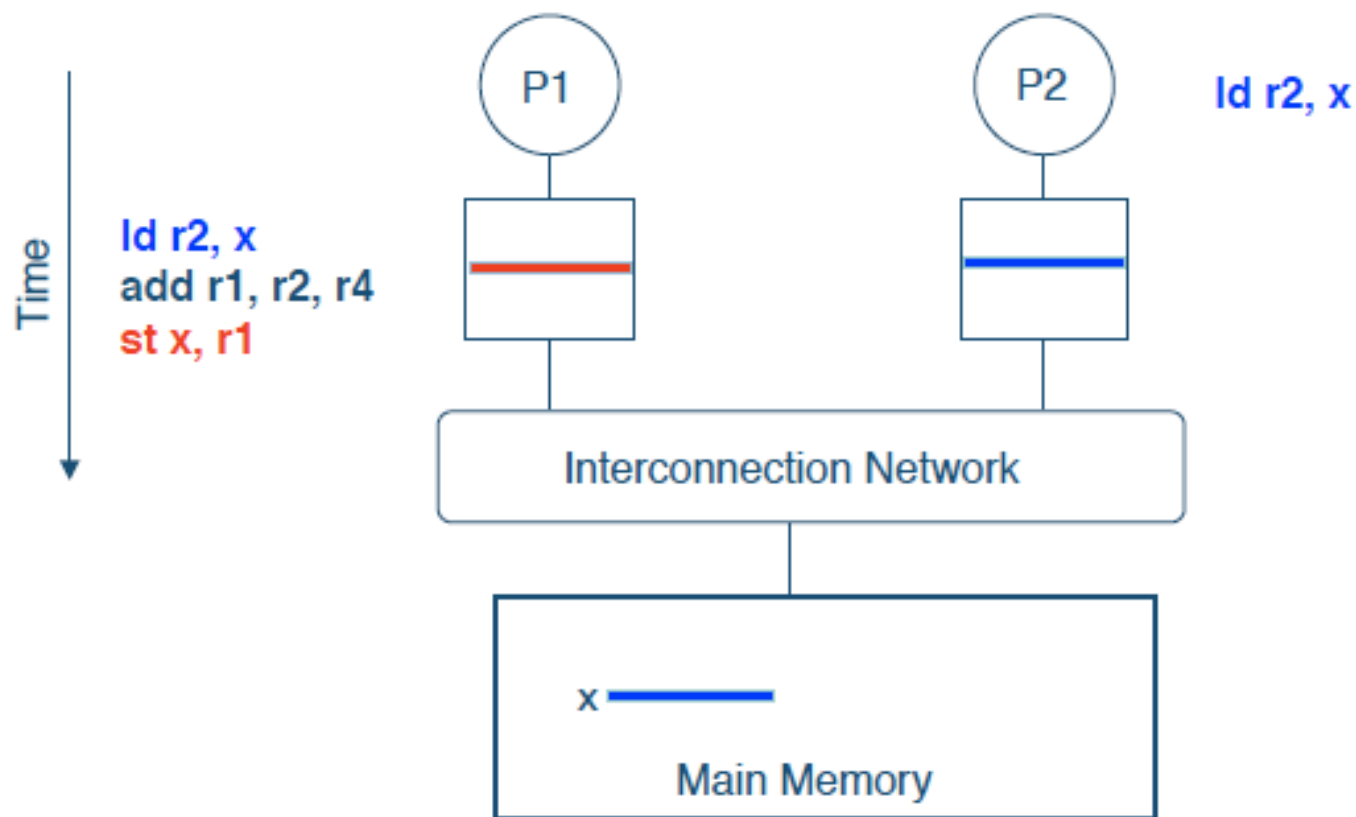 P1
P2
ld r2, x
Time
ld r2, x
add r1, r2, r4
st x, r1
Interconnection Network
x
Main Memory